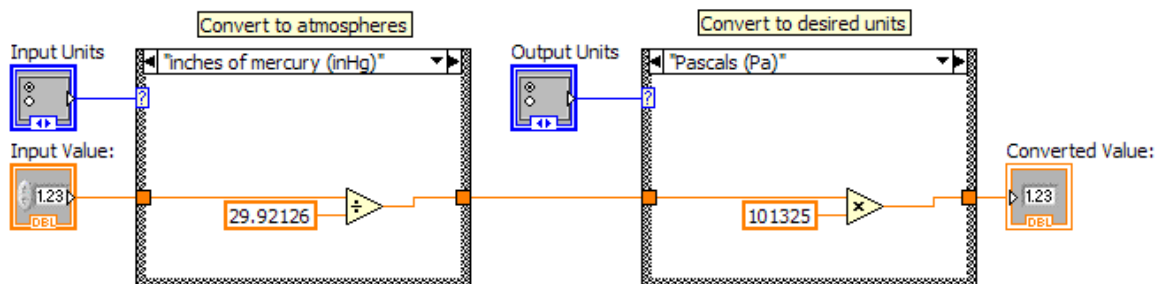 Convert to atmospheres
Convert to desired units
Input Units
"inches of mercury (inHg)"
Output Units
"Pascals (Pa)"
?
?
Input Value:
Converted Value:
1.23
DBL
29.92126
÷
101325
×
1.23
DBL